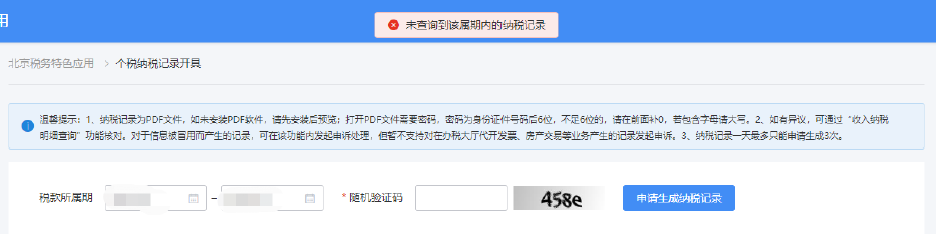 用
未查询到该属期内的纳税记录
北京税务特色应用 > 个税纳税记录开具
温馨提示：1、纳税记录为PDF文件，如未安装PDF软件，请先安装后预览；打开PDF文件需要密码，密码为身份证件号码后6位，不足6位的，请在前面补0，若包含字母请大写。2、如有异议，可通过“收入纳税
明细查询”功能核对。对于信息被冒用而产生的记录，可在该功能内发起申诉处理，但暂不支持对在办税大厅代开发票、房产交易等业务产生的记录发起申诉。3、纳税记录一天最多只能申请生成3次。
税款所属期 – * 随机验证码 458e 申请生成纳税记录